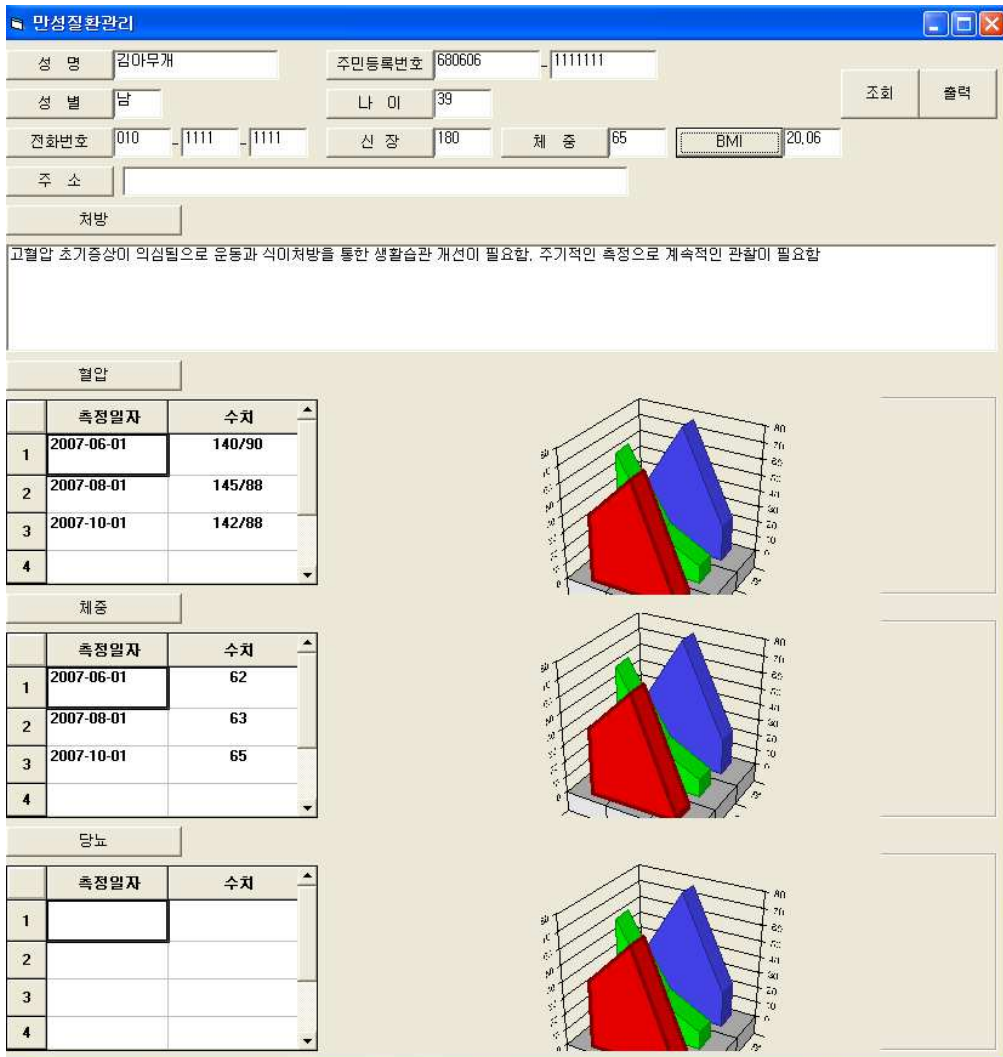 만성질환관리
성 명 김아무개 주민등록번호 680606 - 1111111
성 별 남 나 이 39 조회 출력
전화번호 010 - 1111 - 1111 신 장 180 체 중 65 BMI 20,06
주 소
처방
고혈압 초기증상이 의심됨으로 운동과 식이처방을 통한 생활습관 개선이 필요함, 주기적인 측정으로 계속적인 관찰이 필요함
혈압
측정일자 수치
1 2007-06-01 140/90
2 2007-08-01 145/88
3 2007-10-01 142/88
4
체중
측정일자 수치
1 2007-06-01 62
2 2007-08-01 63
3 2007-10-01 65
4
당뇨
측정일자 수치
1
2
3
4